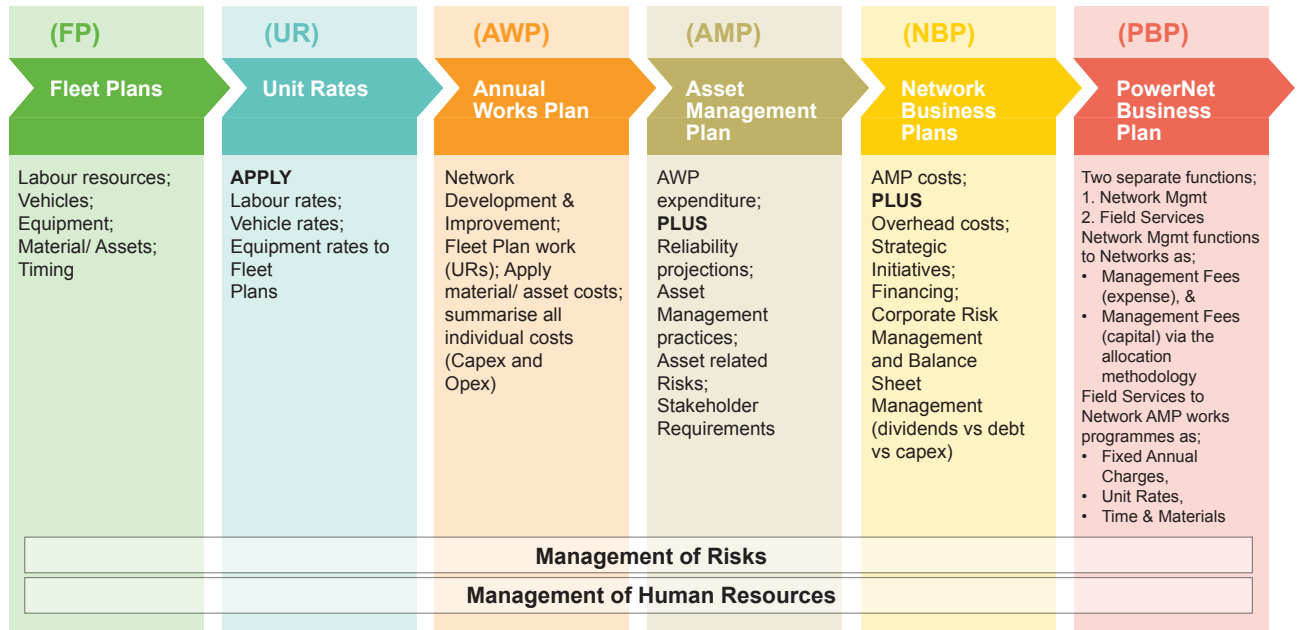 (FP)
Fleet Plans
Labour resources;
Vehicles;
Equipment;
Material/ Assets;
Timing
(UR)
Unit Rates
APPLY
Labour rates;
Vehicle rates;
Equipment rates to
Fleet
Plans
(AWP)
Annual
Works Plan
Network
Development &
Improvement;
Fleet Plan work
(URs); Apply
material/ asset costs;
summarise all
individual costs
(Capex and
Opex)
(AMP)
Asset
Management
Plan
AWP
expenditure;
PLUS
Reliability
projections;
Asset
Management
practices;
Asset related
Risks;
Stakeholder
Requirements
(NBP)
Network
Business
Plans
AMP costs;
PLUS
Overhead costs;
Strategic
Initiatives;
Financing;
Corporate Risk
Management
and Balance
Sheet
Management
(dividends vs debt
vs capex)
(PBP)
PowerNet
Business
Plan
Two separate functions;
1. Network Mgmt
2. Field Services
Network Mgmt functions
to Networks as;
• Management Fees
(expense), &
• Management Fees
(capital) via the
allocation
methodology
Field Services to
Network AMP works
programmes as;
• Fixed Annual
Charges,
• Unit Rates,
• Time & Materials
Management of Risks
Management of Human Resources